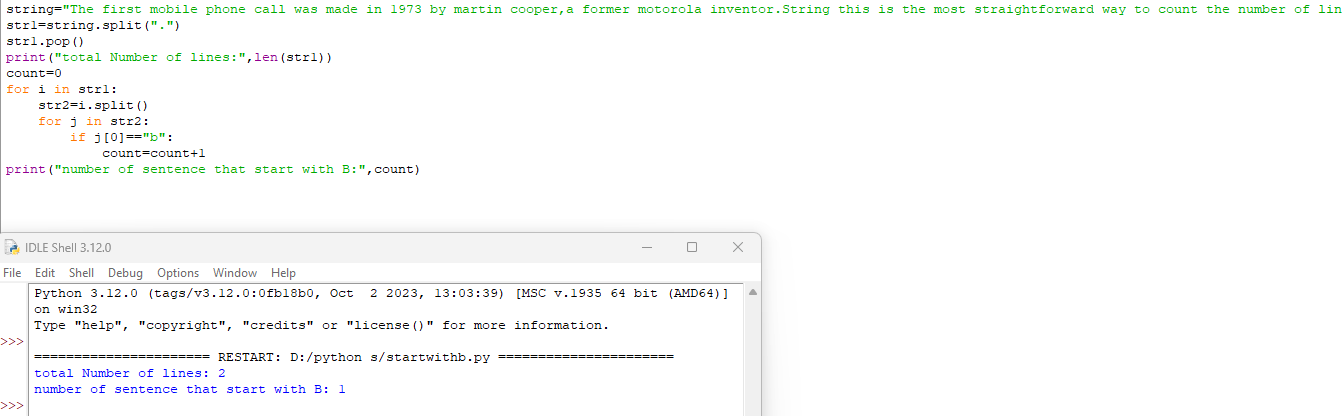 string="The first mobile phone call was made in 1973 by martin cooper,a former motorola inventor.String this is the most straightforward way to count the number of lin
str1=string.split(".")
str1.pop()
print("total Number of lines:",len(str1))
count=0
for i in str1:
    str2=i.split()
    for j in str2:
        if j[0]=="b":
            count=count+1
print("number of sentence that start with B:",count)
IDLE Shell 3.12.0
File Edit Shell Debug Options Window Help
Python 3.12.0 (tags/v3.12.0:0fb18b0, Oct  2 2023, 13:03:39) [MSC v.1935 64 bit (AMD64)]
on win32
Type "help", "copyright", "credits" or "license()" for more information.
>>>
====================== RESTART: D:/python s/startwithb.py ======================
total Number of lines: 2
number of sentence that start with B: 1
>>>